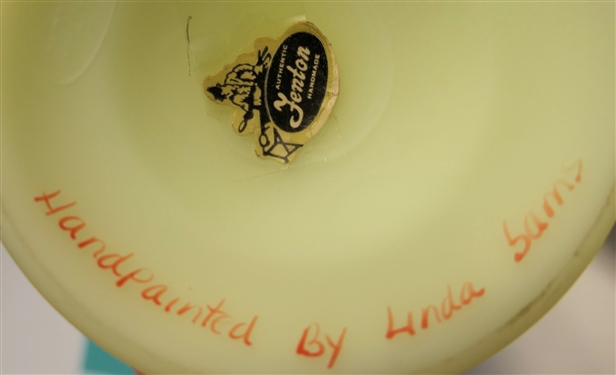 AUTHENTIC
Fenton
HANDMADE
Handpainted By Linda Sams